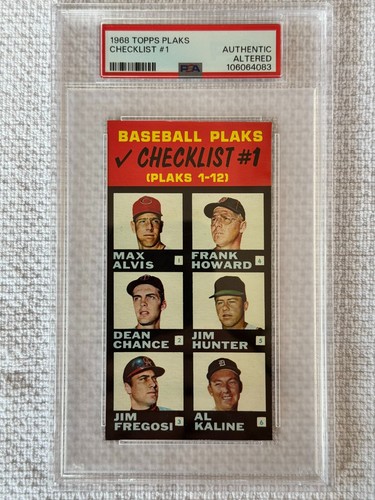 1968 TOPPS PLAKS
CHECKLIST #1
AUTHENTIC
ALTERED
PSA
106064083
BASEBALL PLAKS
✓ CHECKLIST #1
(PLAKS 1-12)
MAX
ALVIS 1
FRANK
HOWARD 4
DEAN
CHANCE 2
JIM
HUNTER 5
JIM
FREGOSI 3
AL
KALINE 6